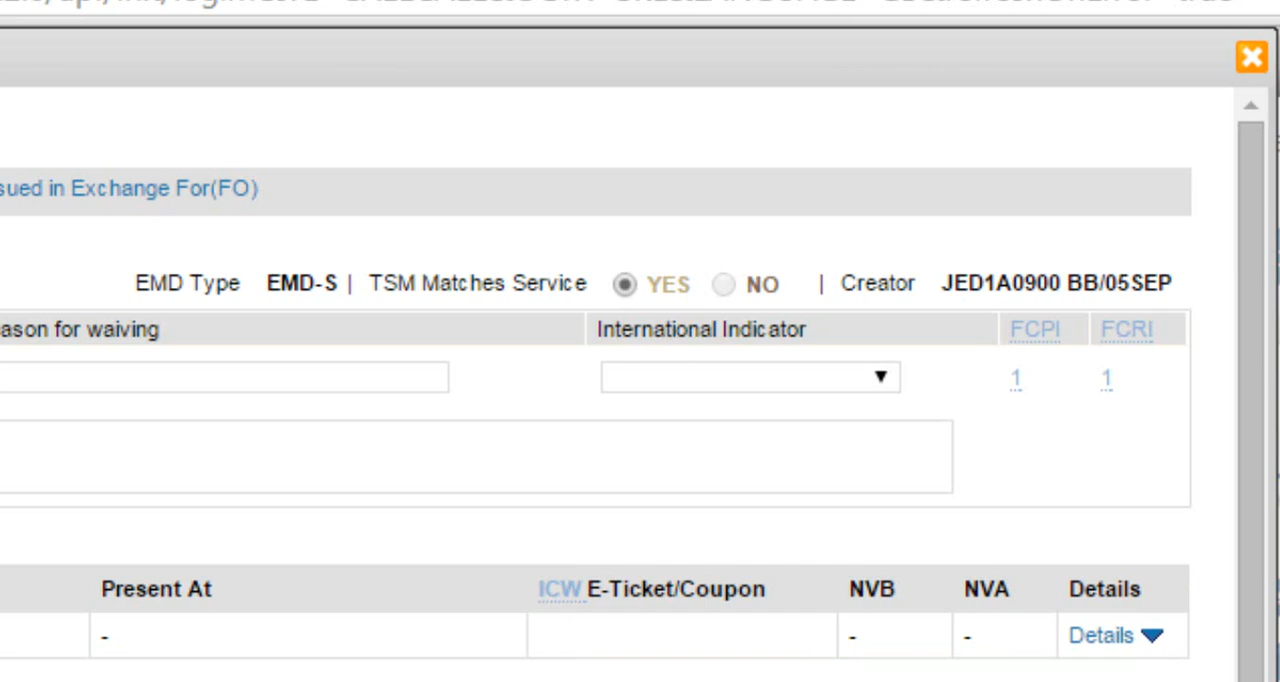 Issued in Exchange For(FO)
EMD Type EMD-S | TSM Matches Service YES NO | Creator JED1A0900 BB/05SEP
ason for waiving International Indicator FCPI FCRI
1 1
Present At ICW E-Ticket/Coupon NVB NVA Details
- - - Details